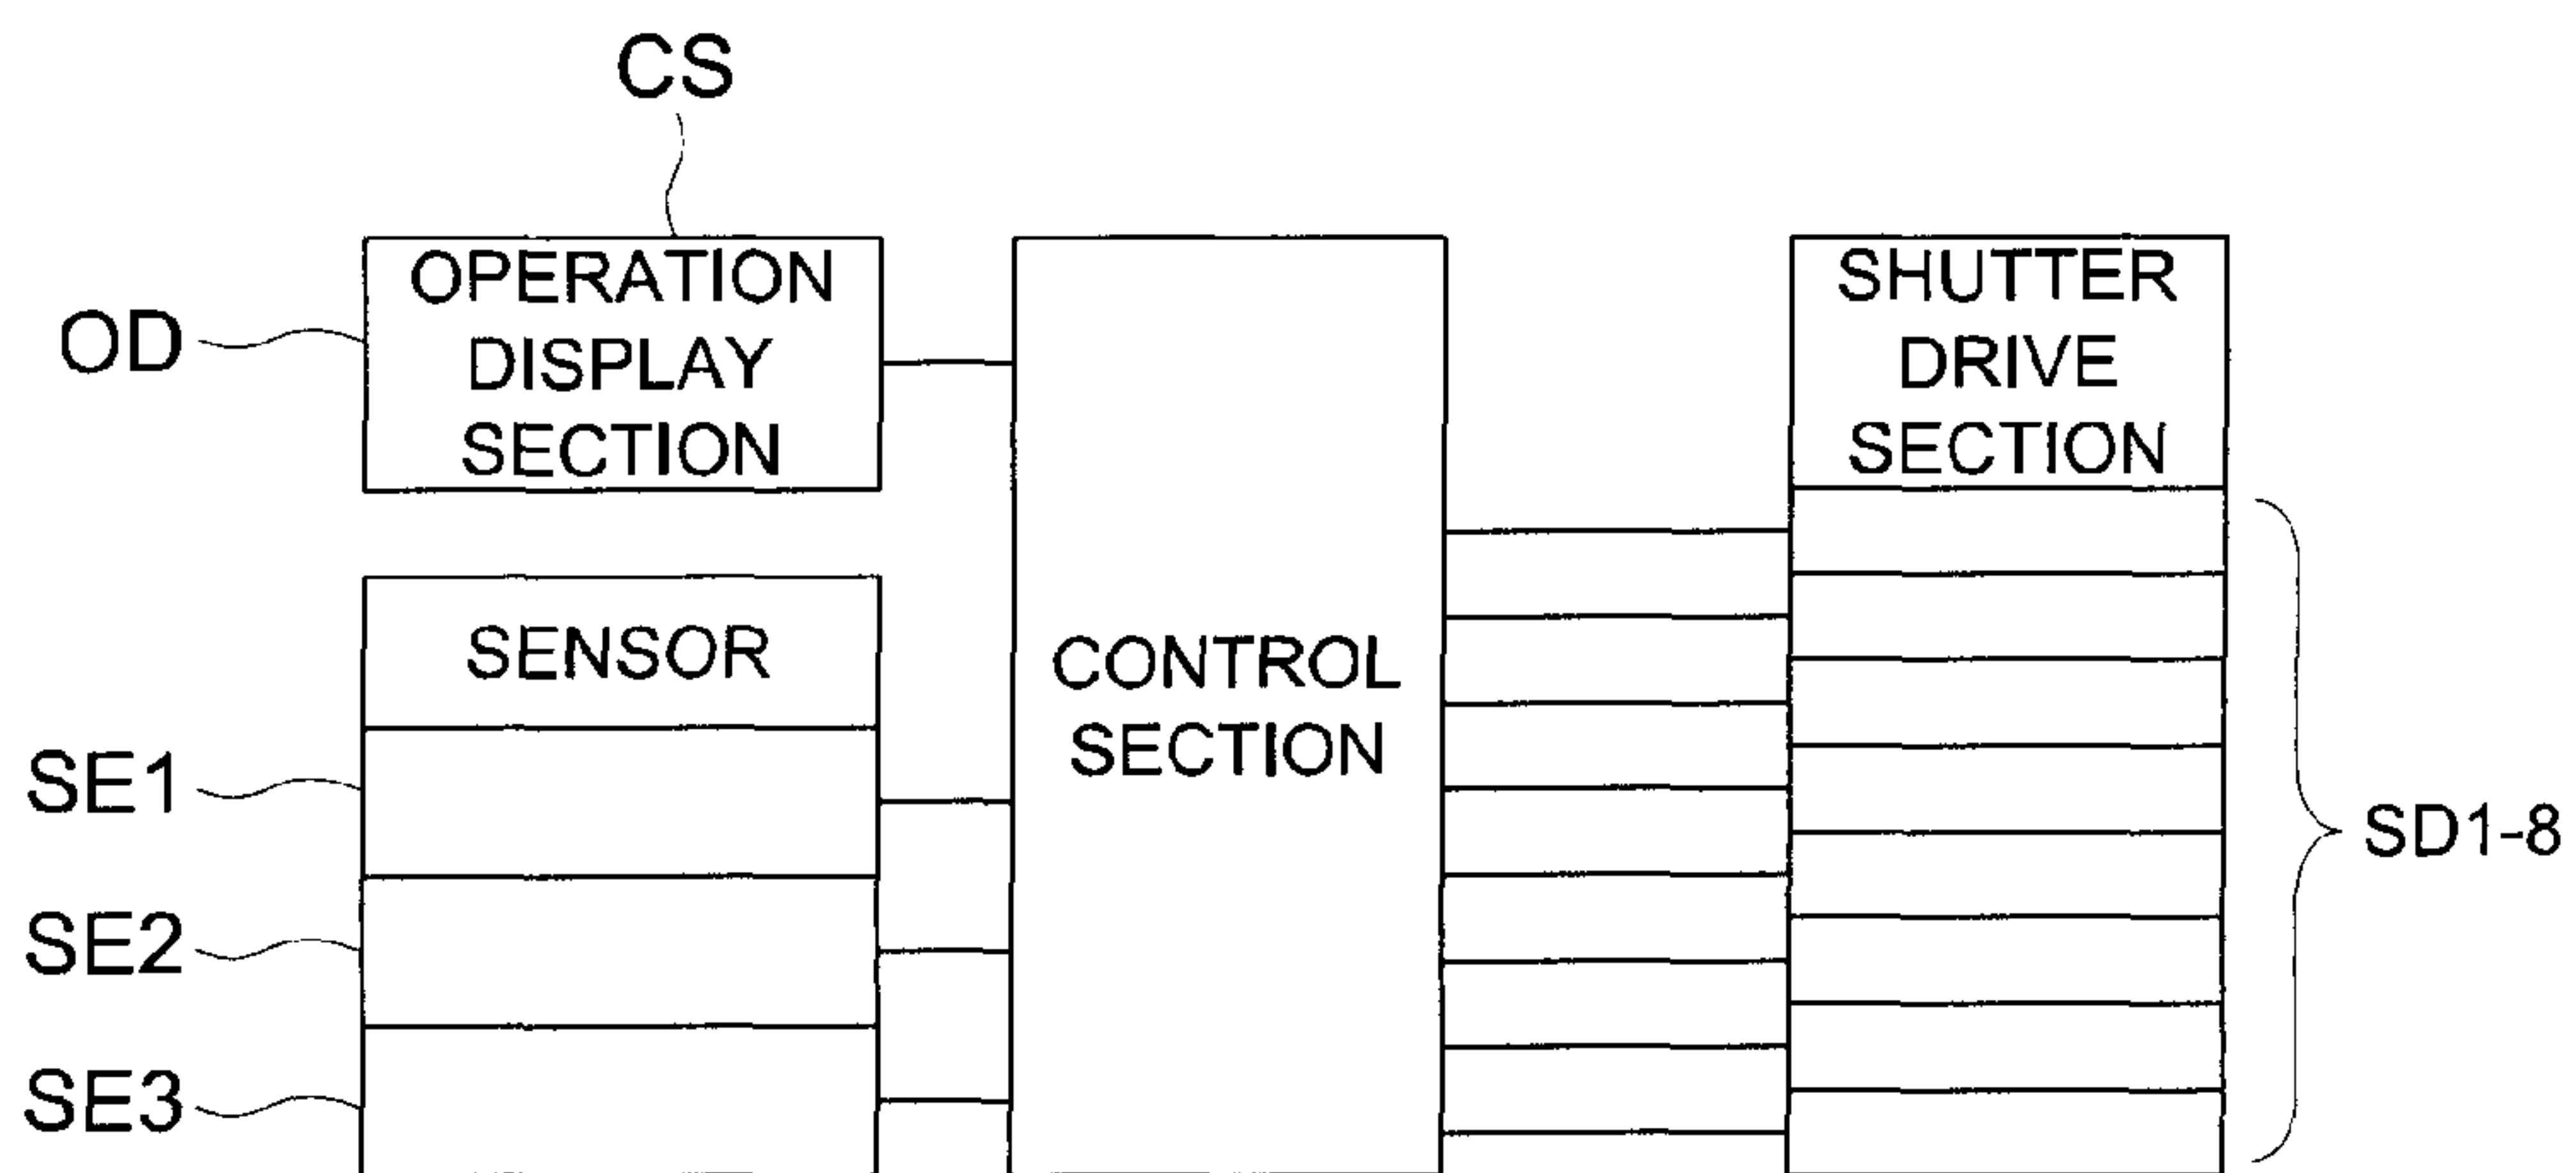 CS
OD
OPERATION
DISPLAY
SECTION
SENSOR
SE1
SE2
SE3
CONTROL
SECTION
SHUTTER
DRIVE
SECTION
SD1-8